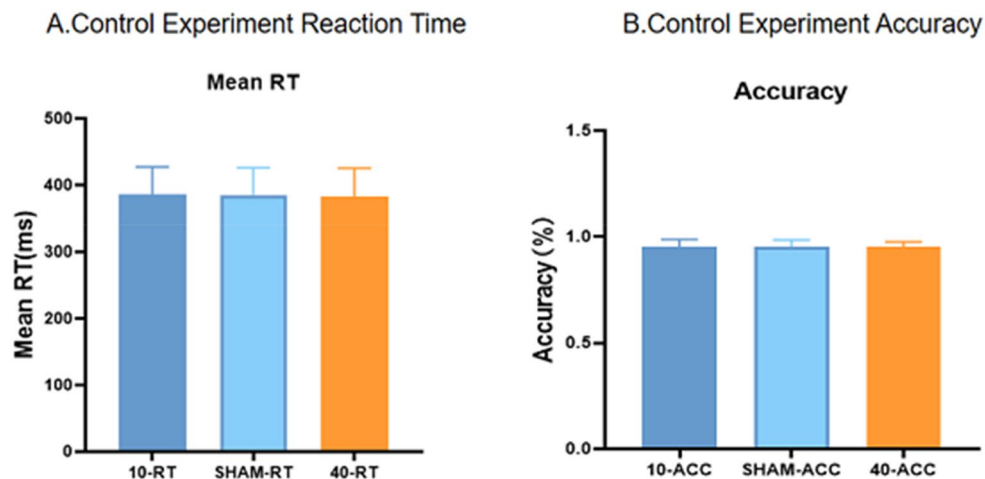 A.Control Experiment Reaction Time
Mean RT
500
400
300
200
100
0
Mean RT(ms)
10-RT SHAM-RT 40-RT
B.Control Experiment Accuracy
Accuracy
1.5
1.0
0.5
0.0
Accuracy(%)
10-ACC SHAM-ACC 40-ACC